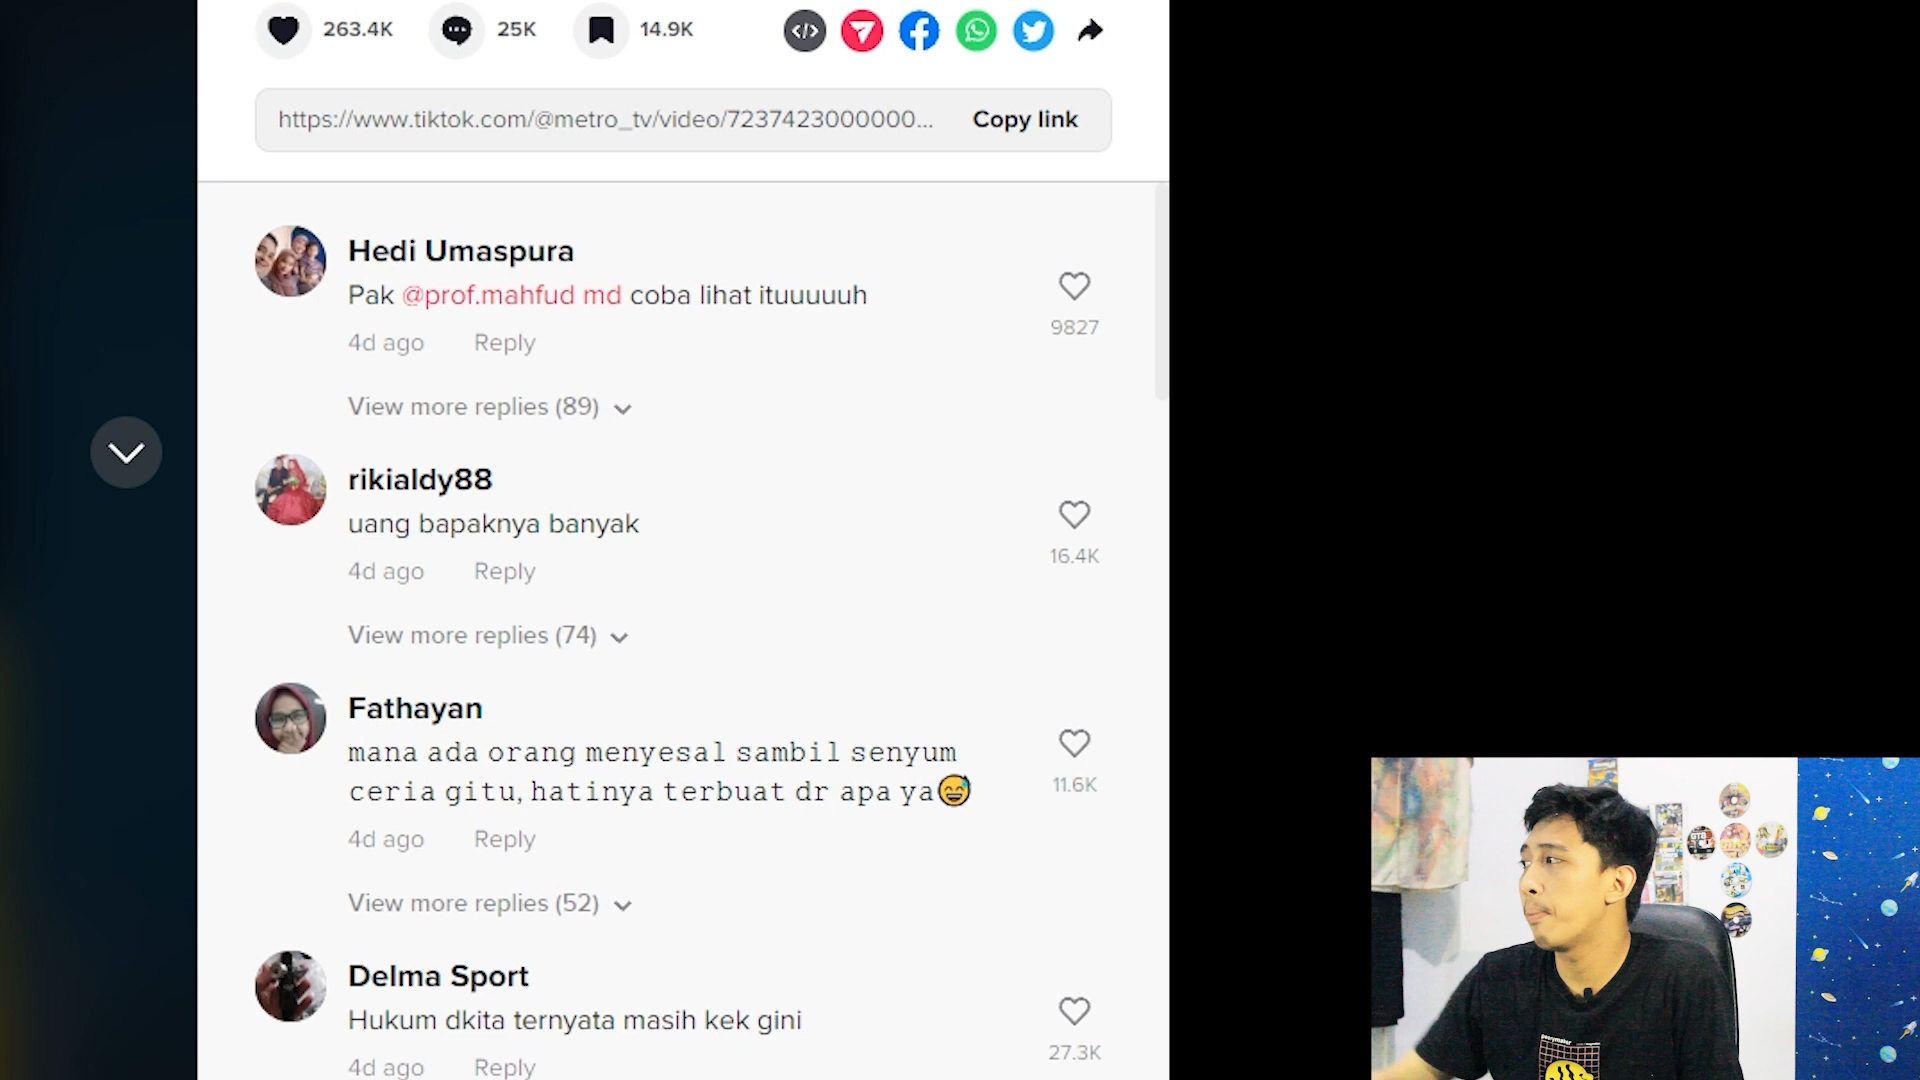 263.4K
25K
14.9K
https://www.tiktok.com/@metro_tv/video/7237423000000...
Copy link
Hedi Umaspura
Pak @prof.mahfud md coba lihat ituuuuuh
4d ago Reply
9827
View more replies (89)
rikialdy88
uang bapaknya banyak
4d ago Reply
16.4K
View more replies (74)
Fathayan
mana ada orang menyesal sambil senyum
ceria gitu, hatinya terbuat dr apa ya😅
4d ago Reply
11.6K
View more replies (52)
Delma Sport
Hukum dkita ternyata masih kek gini
4d ago Reply
27.3K